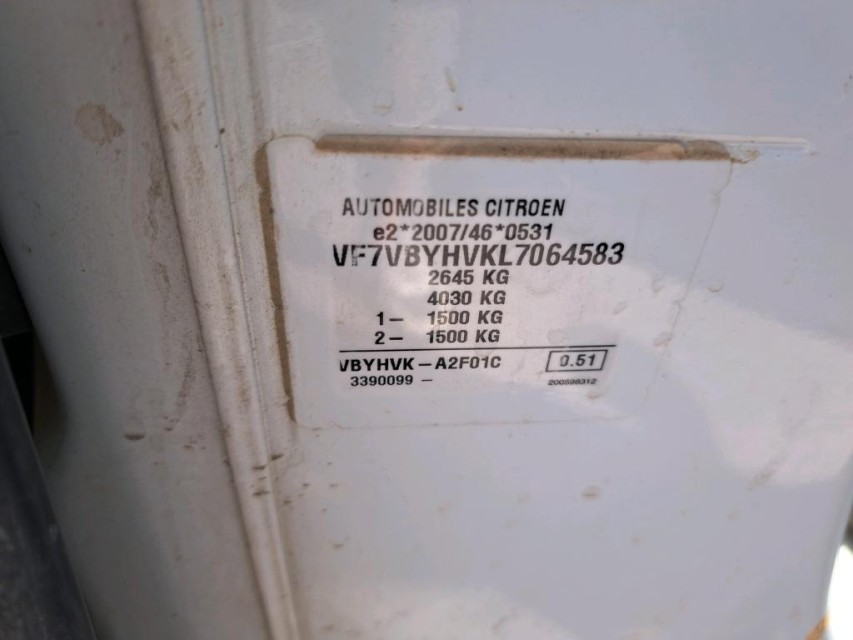 AUTOMOBILES CITROEN
e2*2007/46*0531
VF7VBYHVKL7064583
2645 KG
4030 KG
1- 1500 KG
2- 1500 KG
VBYHVK - A2F01C 0.51
3390099 -